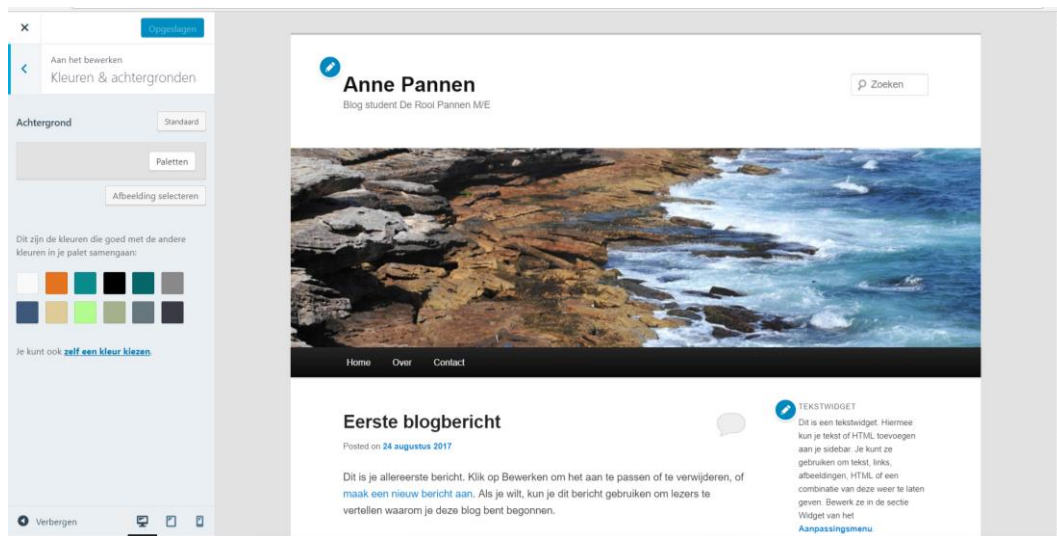 Opgeslagen
Aan het bewerken
Kleuren & achtergronden
Achtergrond
Standaard
Paletten
Afbeelding selecteren
Dit zijn de kleuren die goed met de andere
kleuren in je palet samengaan:
Je kunt ook zelf een kleur kiezen.
Verbergen
Anne Pannen
Blog student De Rooi Pannen M/E
Zoeken
Home Over Contact
Eerste blogbericht
Posted on 24 augustus 2017
Dit is je allereerste bericht. Klik op Bewerken om het aan te passen of te verwijderen, of
maak een nieuw bericht aan. Als je wilt, kun je dit bericht gebruiken om lezers te
vertellen waarom je deze blog bent begonnen.
TEKSTWIDGET
Dit is een tekstwidget. Hiermee
kun je tekst of HTML toevoegen
aan je sidebar. Je kunt ze
gebruiken om tekst, links,
afbeeldingen, HTML of een
combinatie van deze weer te laten
geven. Bewerk ze in de sectie
Widget van het
Aanpassingsmenu.